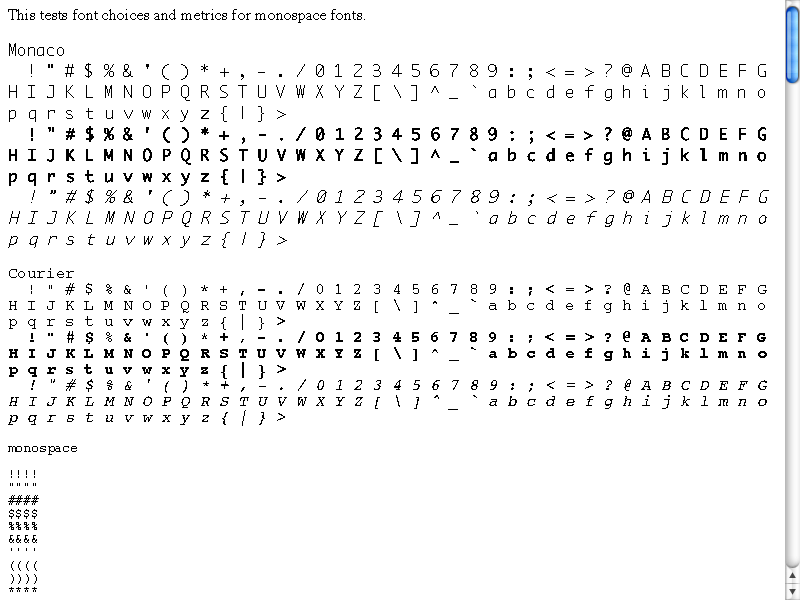 This tests font choices and metrics for monospace fonts.
Monaco
! " # $ % & ' ( ) * + , - . / 0 1 2 3 4 5 6 7 8 9 : ; < = > ? @ A B C D E F G
H I J K L M N O P Q R S T U V W X Y Z [ \ ] ^ _ ` a b c d e f g h i j k l m n o
p q r s t u v w x y z { | } >
! " # $ % & ' ( ) * + , - . / 0 1 2 3 4 5 6 7 8 9 : ; < = > ? @ A B C D E F G
H I J K L M N O P Q R S T U V W X Y Z [ \ ] ^ _ ` a b c d e f g h i j k l m n o
p q r s t u v w x y z { | } >
! " # $ % & ' ( ) * + , - . / 0 1 2 3 4 5 6 7 8 9 : ; < = > ? @ A B C D E F G
H I J K L M N O P Q R S T U V W X Y Z [ \ ] ^ _ ` a b c d e f g h i j k l m n o
p q r s t u v w x y z { | } >
Courier
! " # $ % & ' ( ) * + , - . / 0 1 2 3 4 5 6 7 8 9 : ; < = > ? @ A B C D E F G
H I J K L M N O P Q R S T U V W X Y Z [ \ ] ^ _ ` a b c d e f g h i j k l m n o
p q r s t u v w x y z { | } >
! " # $ % & ' ( ) * + , - . / 0 1 2 3 4 5 6 7 8 9 : ; < = > ? @ A B C D E F G
H I J K L M N O P Q R S T U V W X Y Z [ \ ] ^ _ ` a b c d e f g h i j k l m n o
p q r s t u v w x y z { | } >
! " # $ % & ' ( ) * + , - . / 0 1 2 3 4 5 6 7 8 9 : ; < = > ? @ A B C D E F G
H I J K L M N O P Q R S T U V W X Y Z [ \ ] ^ _ ` a b c d e f g h i j k l m n o
p q r s t u v w x y z { | } >
monospace
!!!!
""""
####
$$$$
%%%%
&&&&
''''
((((
))))
****